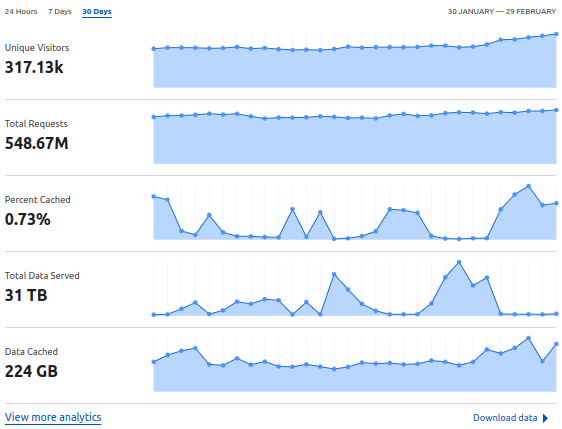 24 Hours 7 Days 30 Days 30 JANUARY — 29 FEBRUARY
Unique Visitors
317.13k
Total Requests
548.67M
Percent Cached
0.73%
Total Data Served
31 TB
Data Cached
224 GB
View more analytics Download data